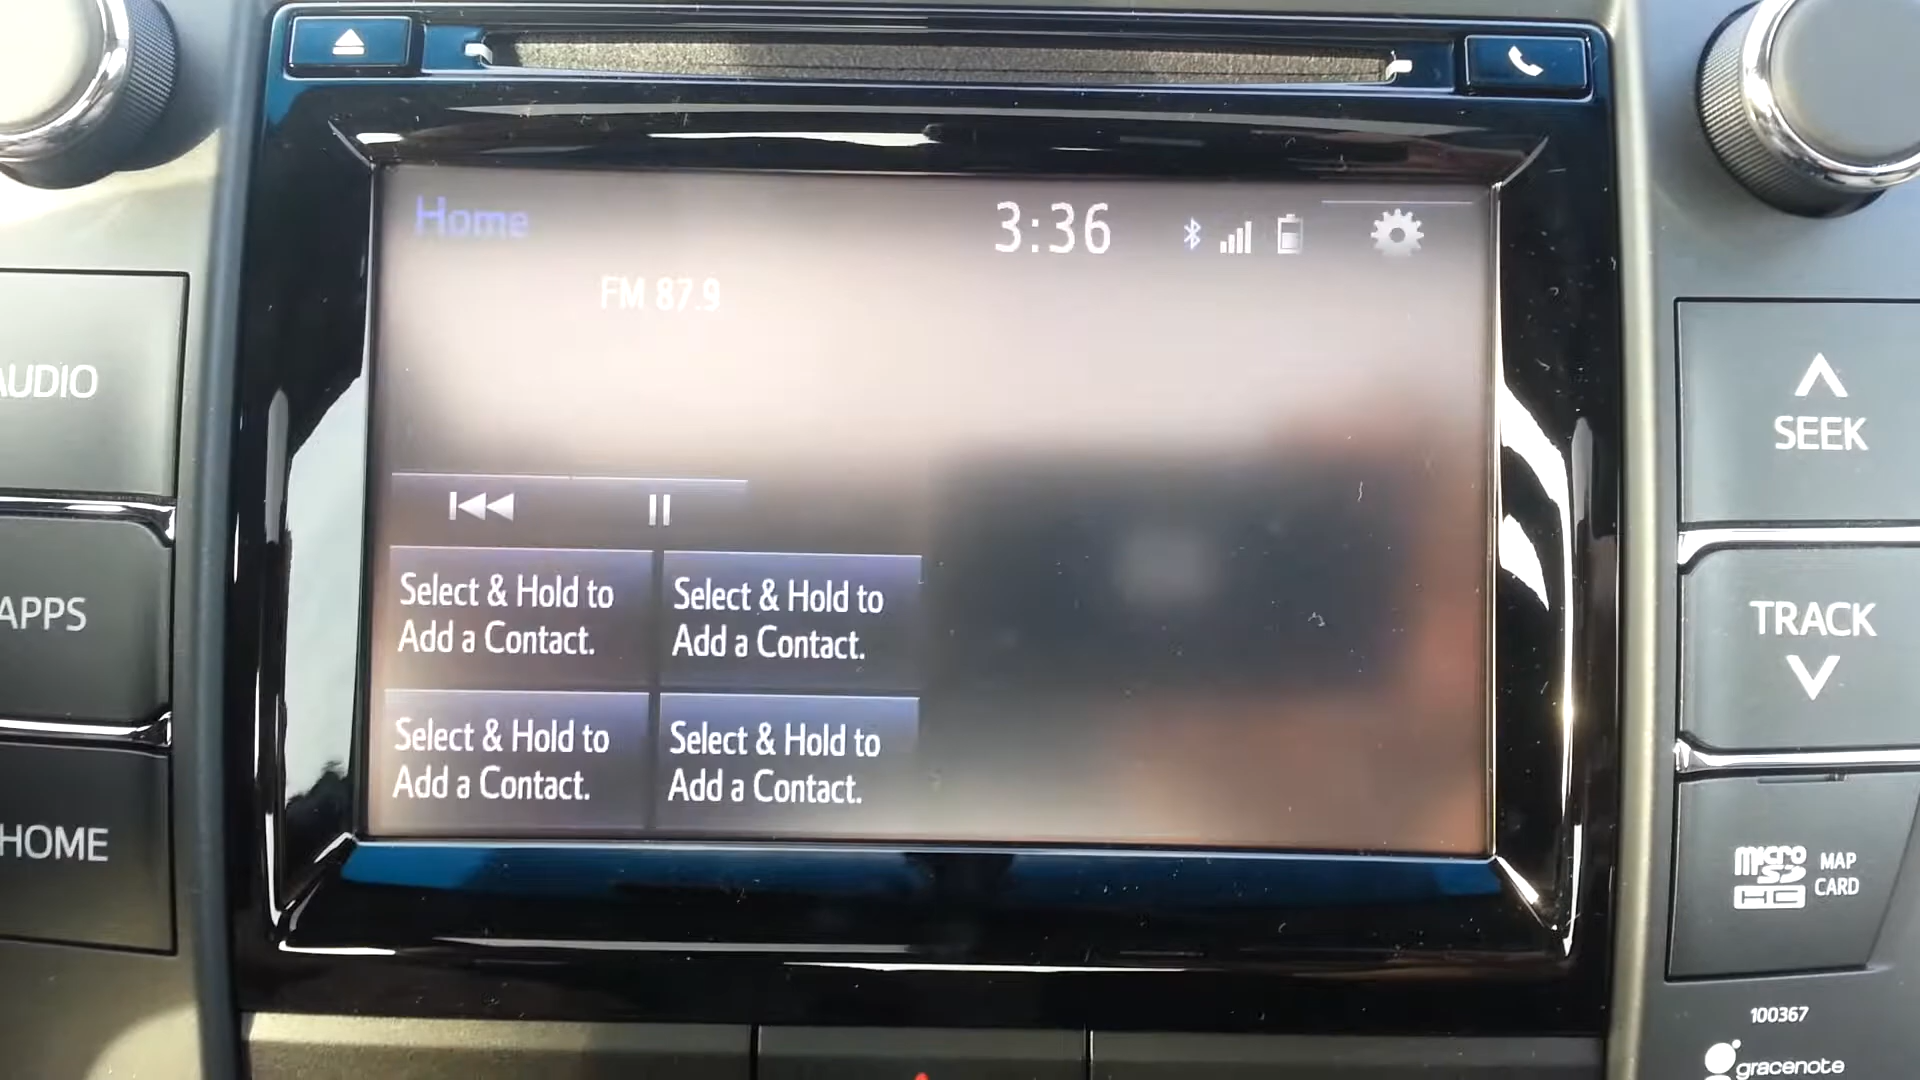 Home
3:36
FM 87.9
Select & Hold to
Add a Contact.
Select & Hold to
Add a Contact.
Select & Hold to
Add a Contact.
Select & Hold to
Add a Contact.
AUDIO
APPS
HOME
SEEK
TRACK
micro
SD
HC
MAP
CARD
100367
gracenote